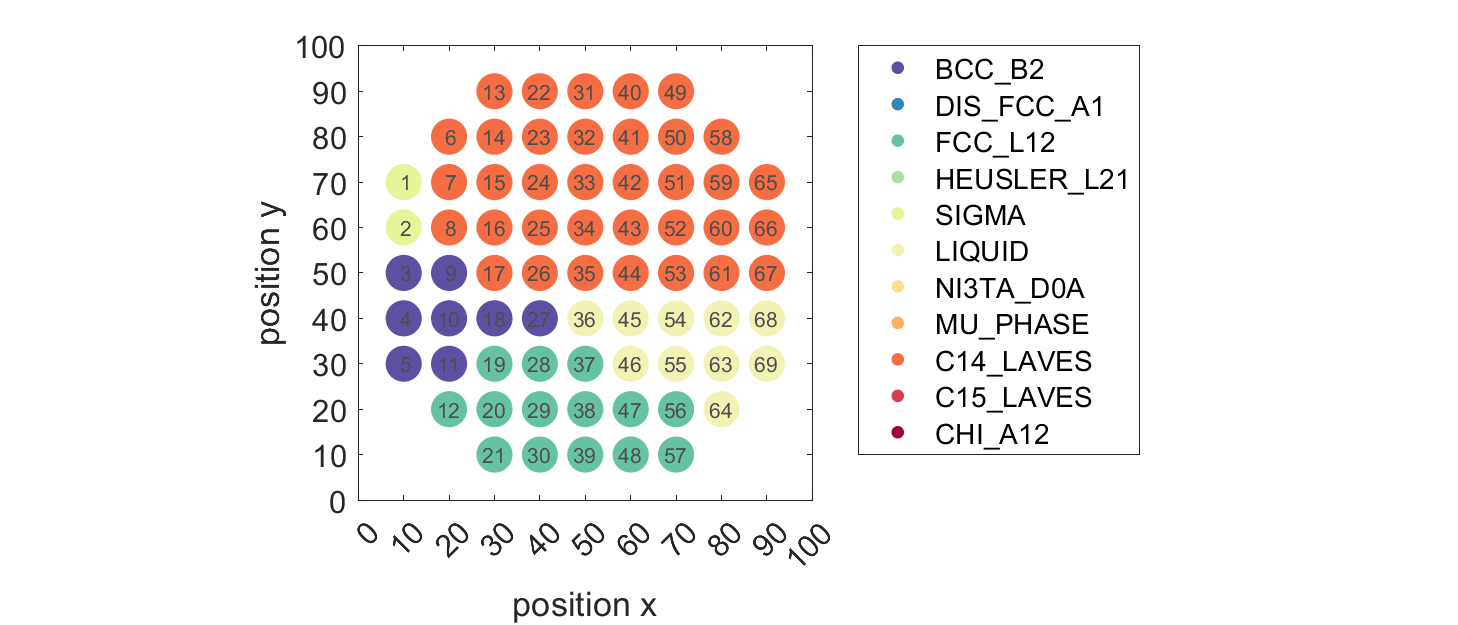 100
90
80
70
60
50
40
30
20
10
0
position y
13 22 31 40 49
6 14 23 32 41 50 58
1 7 15 24 33 42 51 59 65
2 8 16 25 34 43 52 60 66
3 9 17 26 35 44 53 61 67
4 10 18 27 36 45 54 62 68
5 11 19 28 37 46 55 63 69
12 20 29 38 47 56 64
21 30 39 48 57
0 10 20 30 40 50 60 70 80 90 100
position x
BCC_B2
DIS_FCC_A1
FCC_L12
HEUSLER_L21
SIGMA
LIQUID
NI3TA_D0A
MU_PHASE
C14_LAVES
C15_LAVES
CHI_A12